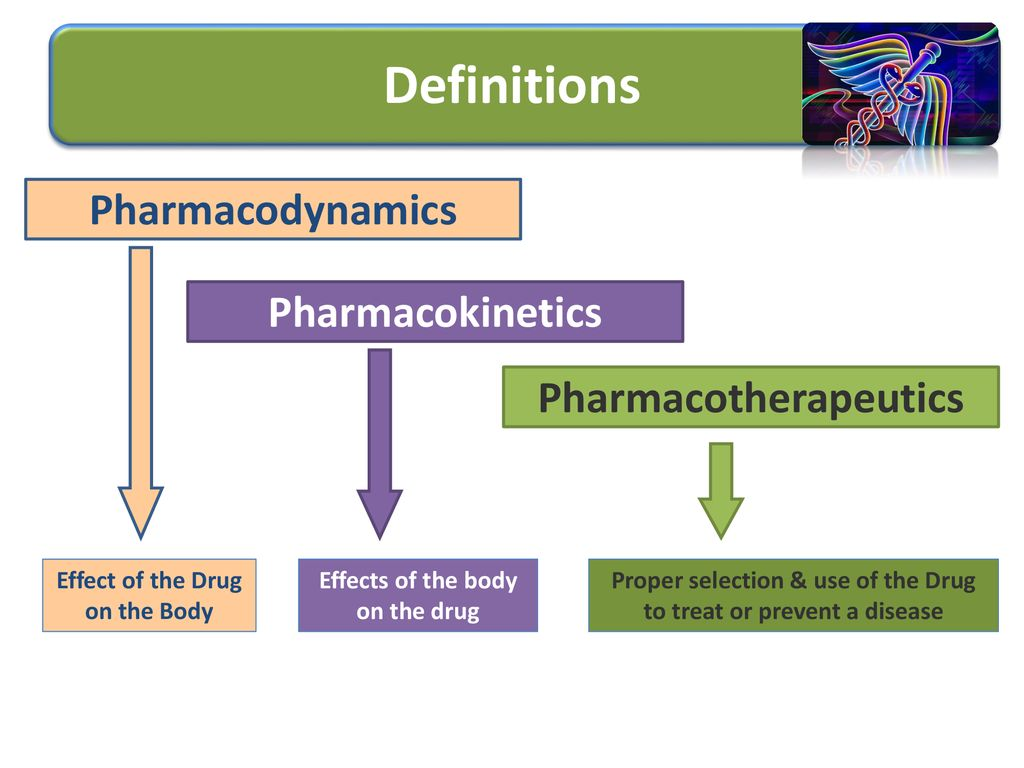 Definitions
Pharmacodynamics
Pharmacokinetics
Pharmacotherapeutics
Effect of the Drug
on the Body
Effects of the body
on the drug
Proper selection & use of the Drug
to treat or prevent a disease